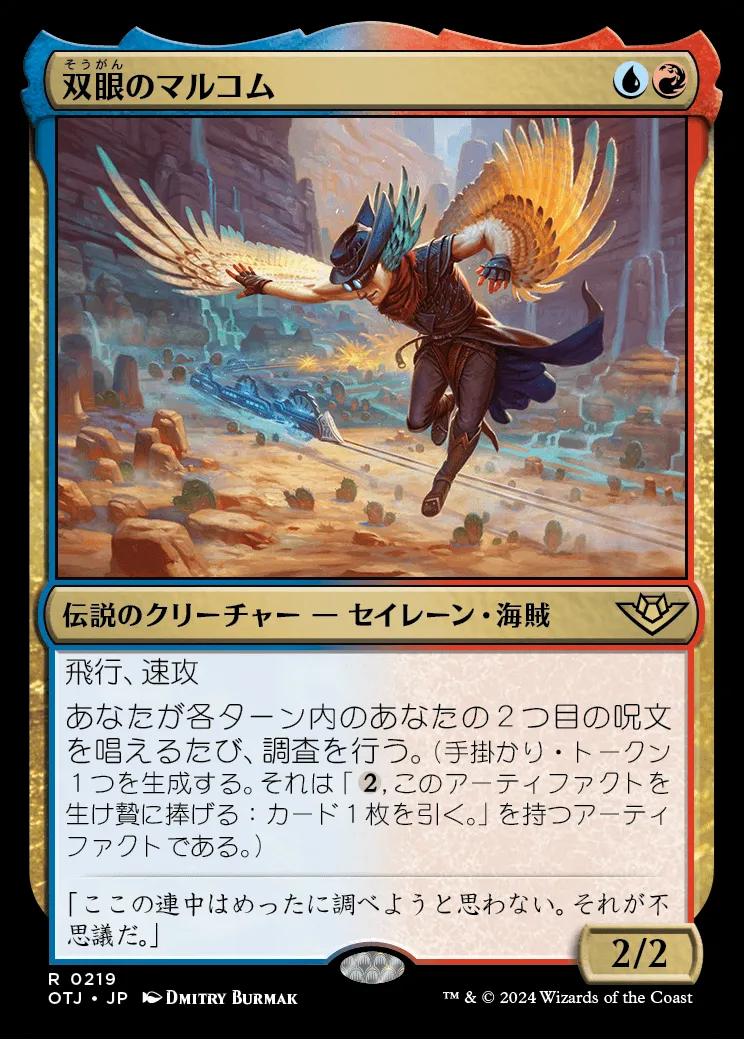 そうがん
双眼のマルコム
伝説のクリーチャー — セイレーン・海賊
飛行、速攻
あなたが各ターン内のあなたの２つ目の呪文
を唱えるたび、調査を行う。（手掛かり・トークン
１つを生成する。それは「2,このアーティファクトを
生け贄に捧げる：カード１枚を引く。」を持つアーティ
ファクトである。）
「ここの連中はめったに調べようと思わない。それが不
思議だ。」
2/2
R 0219
OTJ • JP Dmitry Burmak
™ & © 2024 Wizards of the Coast